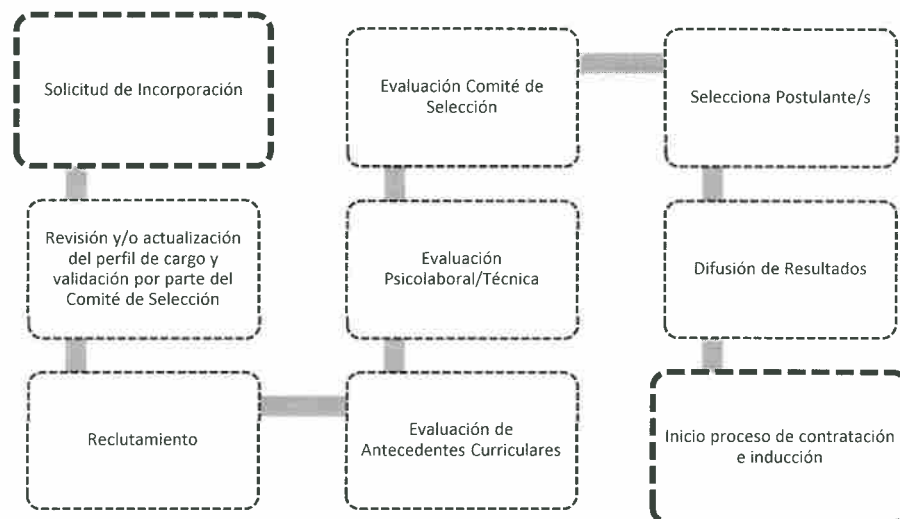 Solicitud de Incorporación
Revisión y/o actualización
del perfil de cargo y
validación por parte del
Comité de Selección
Reclutamiento
Evaluación de
Antecedentes Curriculares
Evaluación
Psicolaboral/Técnica
Evaluación Comité de
Selección
Selecciona Postulante/s
Difusión de Resultados
Inicio proceso de contratación
e inducción